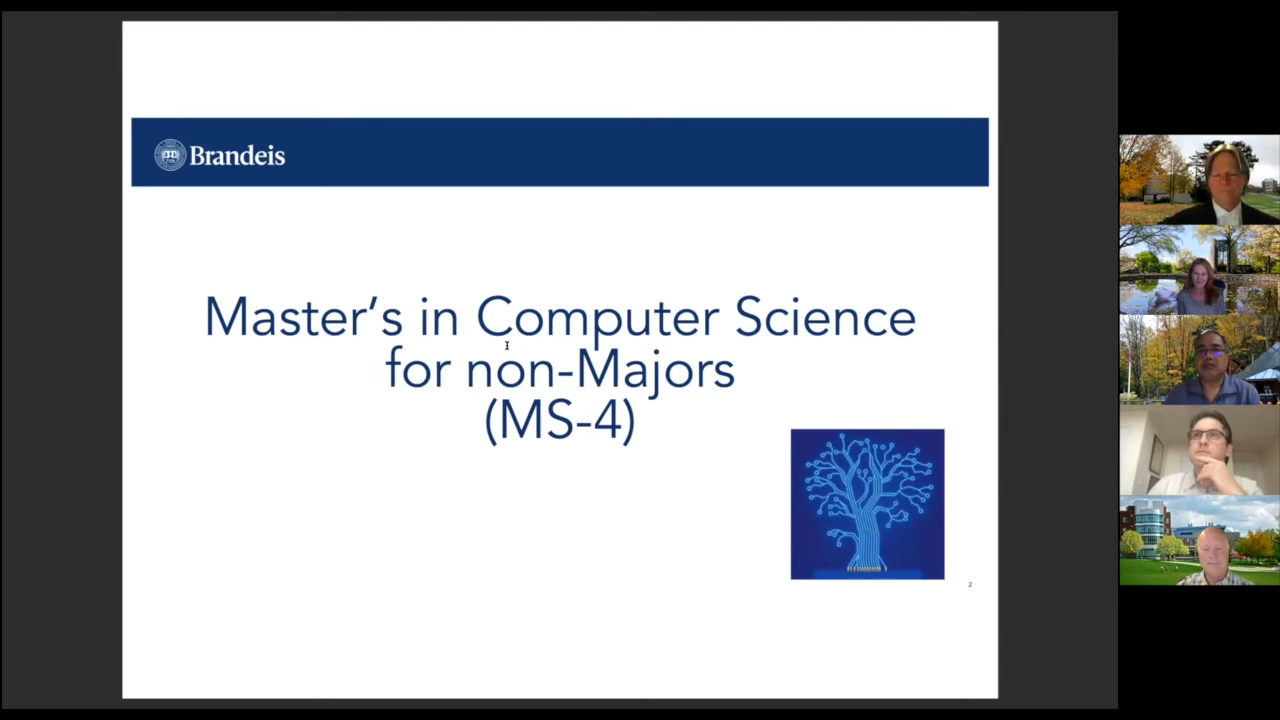 Brandeis
Master's in Computer Science
for non-Majors
(MS-4)
2